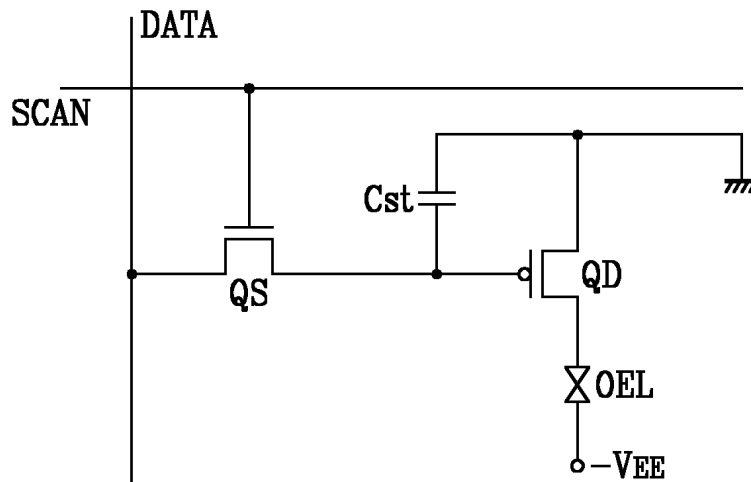 DATA
SCAN
Cst
QS
QD
OEL
-VEE